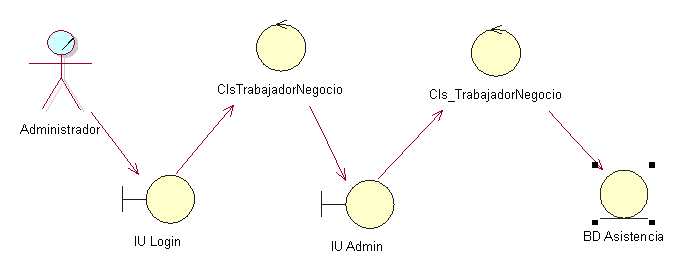 ClsTrabajadorNegocio
Cls_TrabajadorNegocio
Administrador
IU Login
IU Admin
BD Asistencia